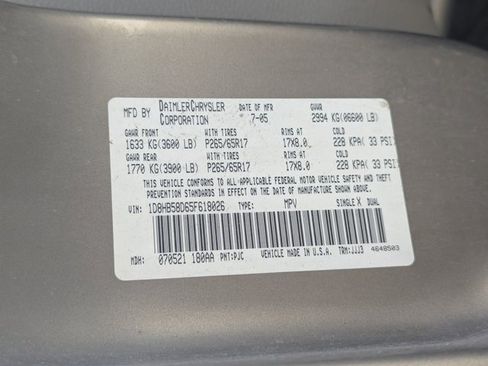 MFD BY DAIMLERCHRYSLER CORPORATION DATE OF MFR 7-05 GVWR 2994 KG(06600 LB)
GAWR FRONT WITH TIRES RIMS AT COLD
1633 KG(3600 LB) P265/65R17 17X8.0 228 KPA( 33 PSI
GAWR REAR WITH TIRES RIMS AT COLD
1770 KG(3900 LB) P265/65R17 17X8.0 228 KPA( 33 PSI
THIS VEHICLE CONFORMS TO ALL APPLICABLE FEDERAL MOTOR VEHICLE SAFETY AND THEFT
PREVENTION STANDARDS IN EFFECT ON THE DATE OF MANUFACTURE SHOWN ABOVE.
VIN: 1D8HB58D65F618026 TYPE: MPV SINGLE X DUAL
MDH: 070521 180AA PNT:PJC VEHICLE MADE IN U.S.A. TRM:JJJ3 4648503